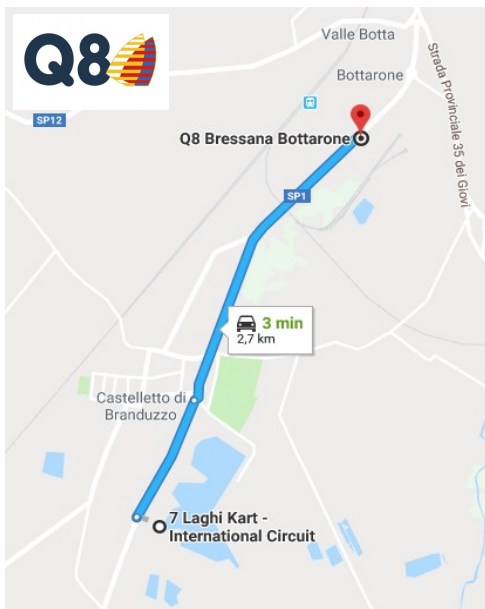 Q8
Valle Botta
Bottarone
SP12
Strada Provinciale 35 dei Giovi
Q8 Bressana Bottarone
SP1
3 min
2,7 km
Castelletto di
Branduzzo
7 Laghi Kart -
International Circuit